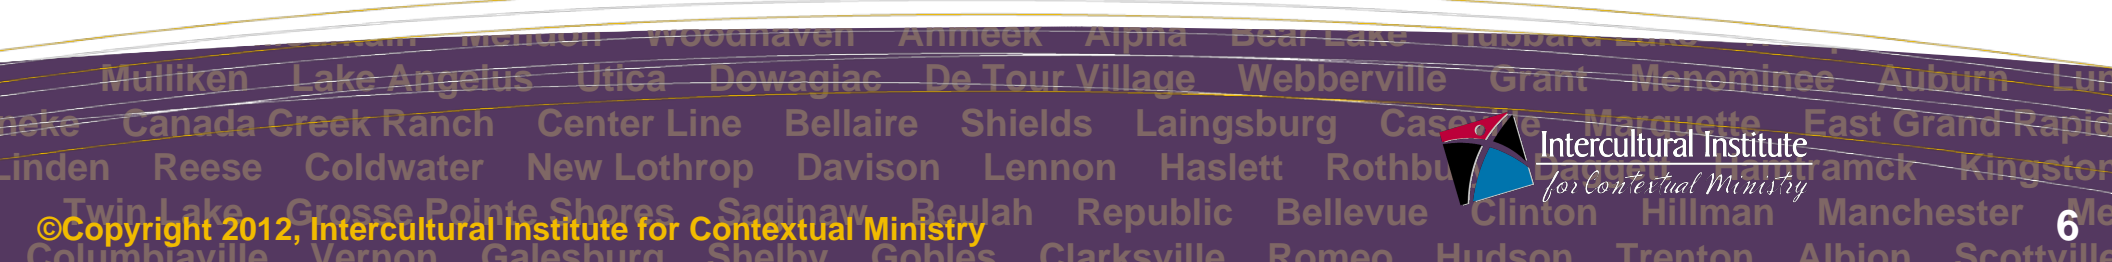 Mendon Woodhaven Ahmeek Alpha Bear Lake Hubbard Lake
Mulliken Lake Angelus Utica Dowagiac De Tour Village Webberville Grant Menominee Auburn
Canada Creek Ranch Center Line Bellaire Shields Laingsburg Marquette East Grand
Intercultural Institute
for Contextual Ministry
Linden Reese Coldwater New Lothrop Davison Lennon Haslett
Twin Lake Grosse Pointe Shores Saginaw Beulah Republic Bellevue Clinton Hillman Manchester
©Copyright 2012, Intercultural Institute for Contextual Ministry
6
Columbiaville Vernon Galesburg Shelby Gobles Clarksville Romeo Hudson Trenton Albion Scottville